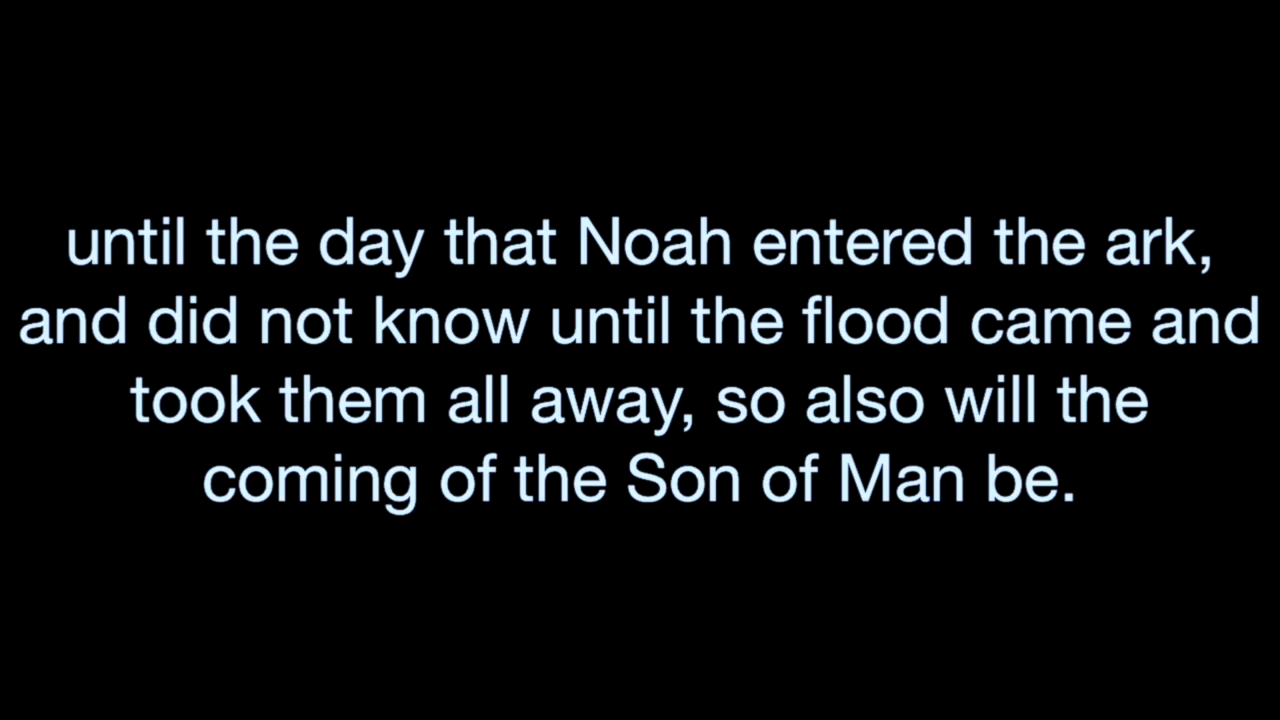 until the day that Noah entered the ark,
and did not know until the flood came and
took them all away, so also will the
coming of the Son of Man be.